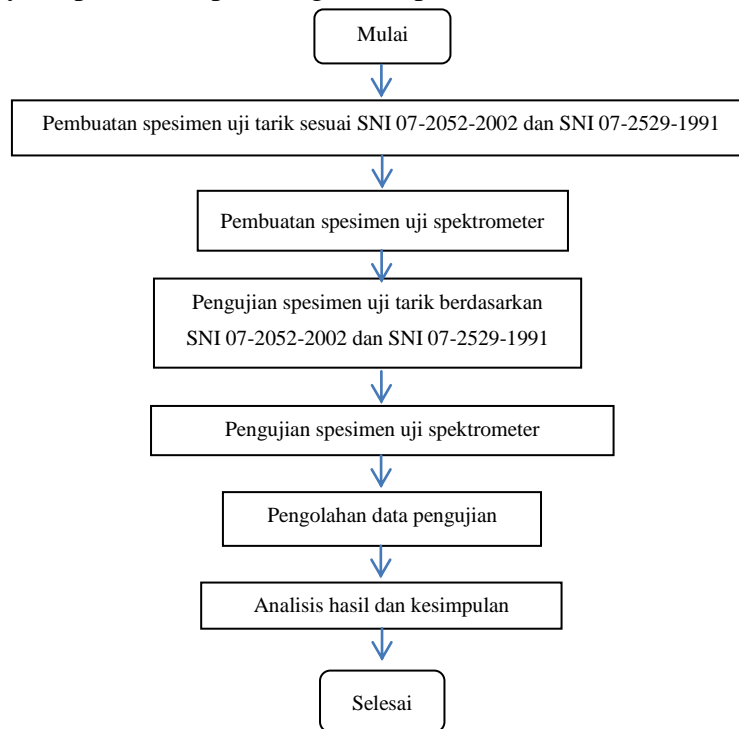 Mulai
Pembuatan spesimen uji tarik sesuai SNI 07-2052-2002 dan SNI 07-2529-1991
Pembuatan spesimen uji spektrometer
Pengujian spesimen uji tarik berdasarkan
SNI 07-2052-2002 dan SNI 07-2529-1991
Pengujian spesimen uji spektrometer
Pengolahan data pengujian
Analisis hasil dan kesimpulan
Selesai